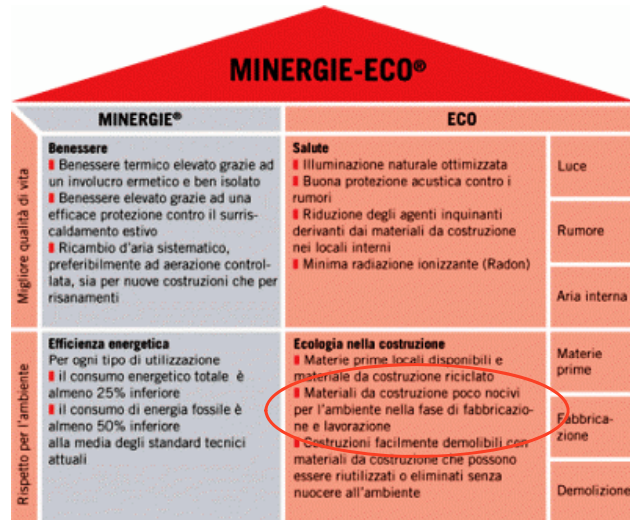 MINERGIE-ECO®
MINERGIE®
ECO
Migliore qualità di vita
Benessere
Benessere termico elevato grazie ad
un involucro ermetico e ben isolato
Benessere elevato grazie ad una
efficace protezione contro il surris-
caldamento estivo
Ricambio d'aria sistematico,
preferibilmente ad aerazione control-
lata, sia per nuove costruzioni che per
risanamenti
Salute
Illuminazione naturale ottimizzata
Buona protezione acustica contro i
rumori
Riduzione degli agenti inquinanti
derivanti dai materiali da costruzione
nei locali interni
Minima radiazione ionizzante (Radon)
Luce
Rumore
Aria interna
Rispetto per l'ambiente
Efficienza energetica
Per ogni tipo di utilizzazione
il consumo energetico totale è
almeno 25% inferiore
il consumo di energia fossile è
almeno 50% inferiore
alla media degli standard tecnici
attuali
Ecologia nella costruzione
Materie prime locali disponibili e
materiale da costruzione riciclato
Materiali da costruzione poco nocivi
per l'ambiente nella fase di fabbricazio-
ne e lavorazione
Costruzioni facilmente demolibili con
materiali da costruzione che possono
essere riutilizzati o eliminati senza
nuocere all'ambiente
Materie
prime
Fabbrica-
zione
Demolizione